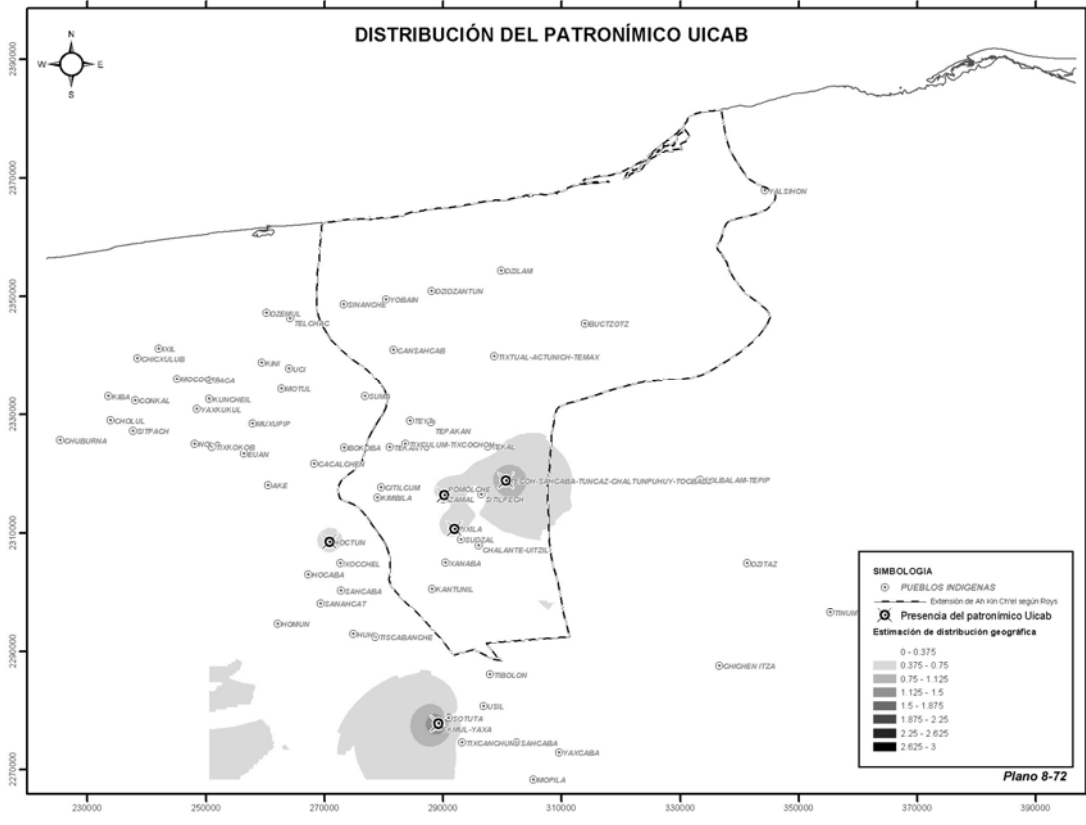 DISTRIBUCIÓN DEL PATRONÍMICO UICAB
N
W
E
S
2390000
2370000
2350000
2330000
2310000
2290000
2270000
YALSIHON
DZILAM
DZIDZANTUN
YOBAIN
SINANCHE
DZEMUL
TELCHAC
BUCTZOTZ
IXIL
CHICXULUB
CANSAHCAB
TIXTUAL-ACTUNICH-TEMAX
KINI
UCI
MOTUL
KIBA
CONKAL
KUNCHEIL
YAXKUKUL
SUMA
CHOLUL
SITPACH
MUXUPIP
TEYA
TEPAKAN
CHUBURNA
NOLO
TIXKOKOB
EUAN
BOKOBA
TEKANTO
TEKAL
CACALCHEN
AKE
CITILCUM
KIMBILA
POMOLCHE
IZAMAL
SITILPECH
PIXILA
SUDZAL
CHALANTE-UITZIL
HOCTUN
XOCCHEL
HOCABA
XANABA
SAHCABA
KANTUNIL
SANAHCAT
DZITAZ
HOMUN
HUHI
TISCABANCHE
TINUM
CHICHEN ITZA
TIBOLON
USIL
SOTUTA
KMUL-YAXA
TIXCANCHUNU
SAHCABA
YAXCABA
MOPILA
SIMBOLOGIA
PUEBLOS INDIGENAS
Extensión de Ah Kin Ch'el según Roys
Presencia del patronímico Uicab
Estimación de distribución geográfica
0 - 0.375
0.375 - 0.75
0.75 - 1.125
1.125 - 1.5
1.5 - 1.875
1.875 - 2.25
2.25 - 2.625
2.625 - 3
Plano 8-72
230000
250000
270000
290000
310000
330000
350000
370000
390000